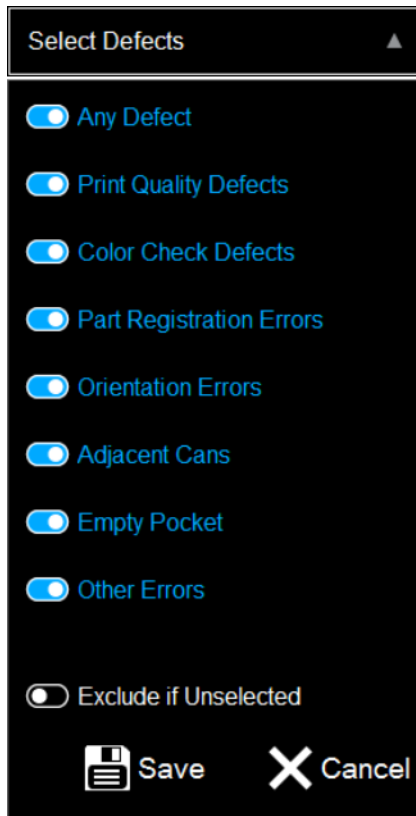 Select Defects
Any Defect
Print Quality Defects
Color Check Defects
Part Registration Errors
Orientation Errors
Adjacent Cans
Empty Pocket
Other Errors
Exclude if Unselected
Save Cancel